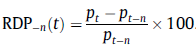 RDP₋ₙ(t) = (pₜ − pₜ₋ₙ) / pₜ₋ₙ × 100